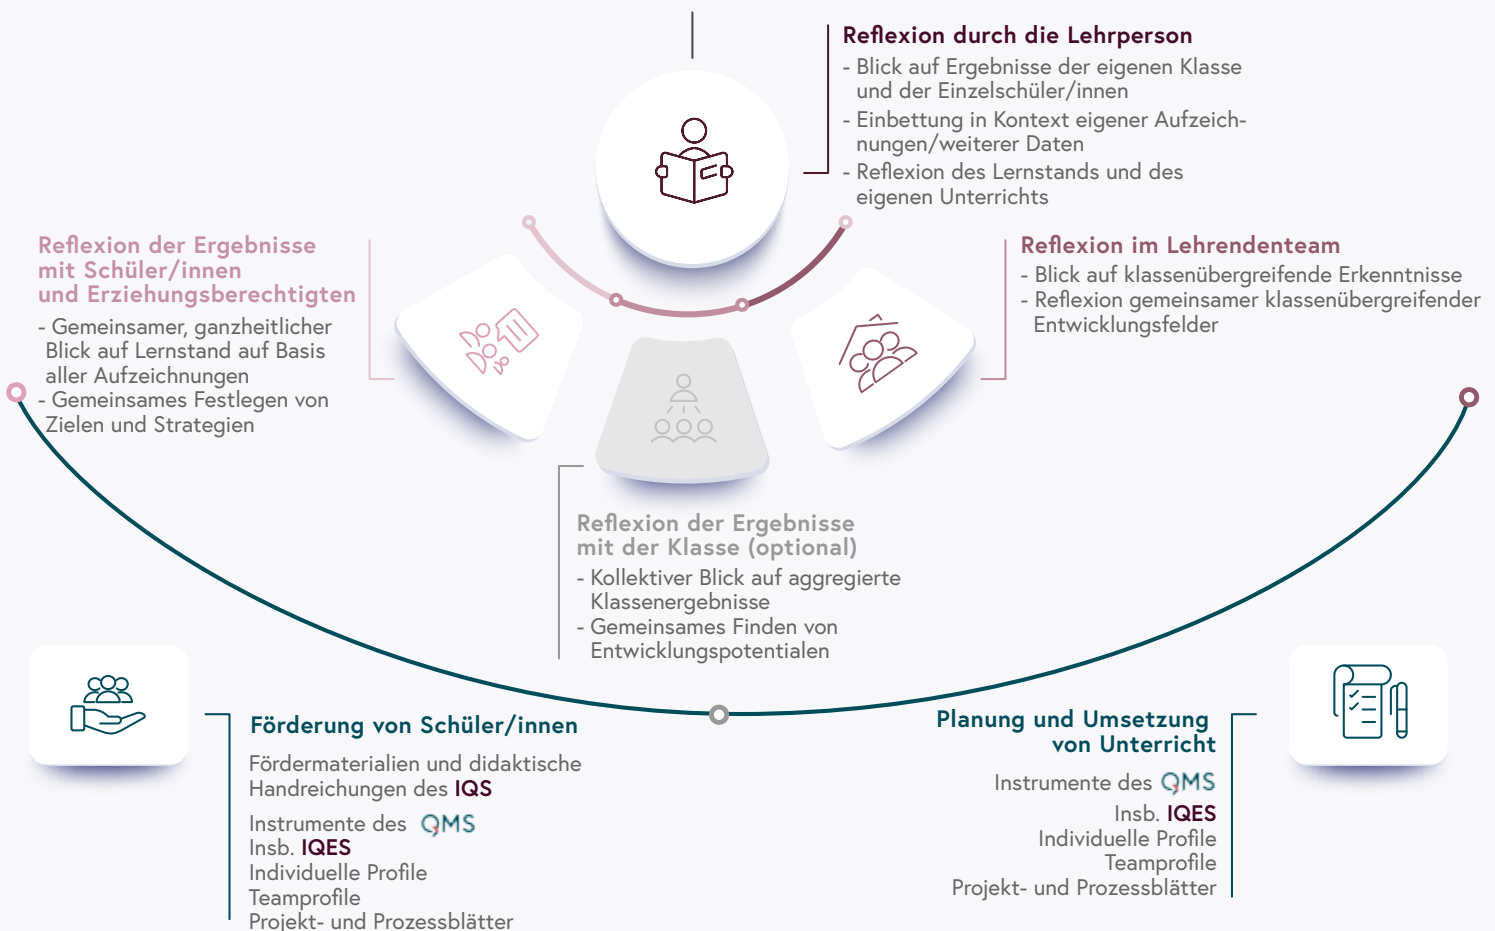 Reflexion durch die Lehrperson
- Blick auf Ergebnisse der eigenen Klasse
und der Einzelschüler/innen
- Einbettung in Kontext eigener Aufzeich-
nungen/weiterer Daten
- Reflexion des Lernstands und des
eigenen Unterrichts
Reflexion der Ergebnisse
mit Schüler/innen
und Erziehungsberechtigten
- Gemeinsamer, ganzheitlicher
Blick auf Lernstand auf Basis
aller Aufzeichnungen
- Gemeinsames Festlegen von
Zielen und Strategien
Reflexion im Lehrendenteam
- Blick auf klassenübergreifende Erkenntnisse
- Reflexion gemeinsamer klassenübergreifender
Entwicklungsfelder
Reflexion der Ergebnisse
mit der Klasse (optional)
- Kollektiver Blick auf aggregierte
Klassenergebnisse
- Gemeinsames Finden von
Entwicklungspotentialen
Förderung von Schüler/innen
Fördermaterialien und didaktische
Handreichungen des IQS
Instrumente des QMS
Insb. IQES
Individuelle Profile
Teamprofile
Projekt- und Prozessblätter
Planung und Umsetzung
von Unterricht
Instrumente des QMS
Insb. IQES
Individuelle Profile
Teamprofile
Projekt- und Prozessblätter